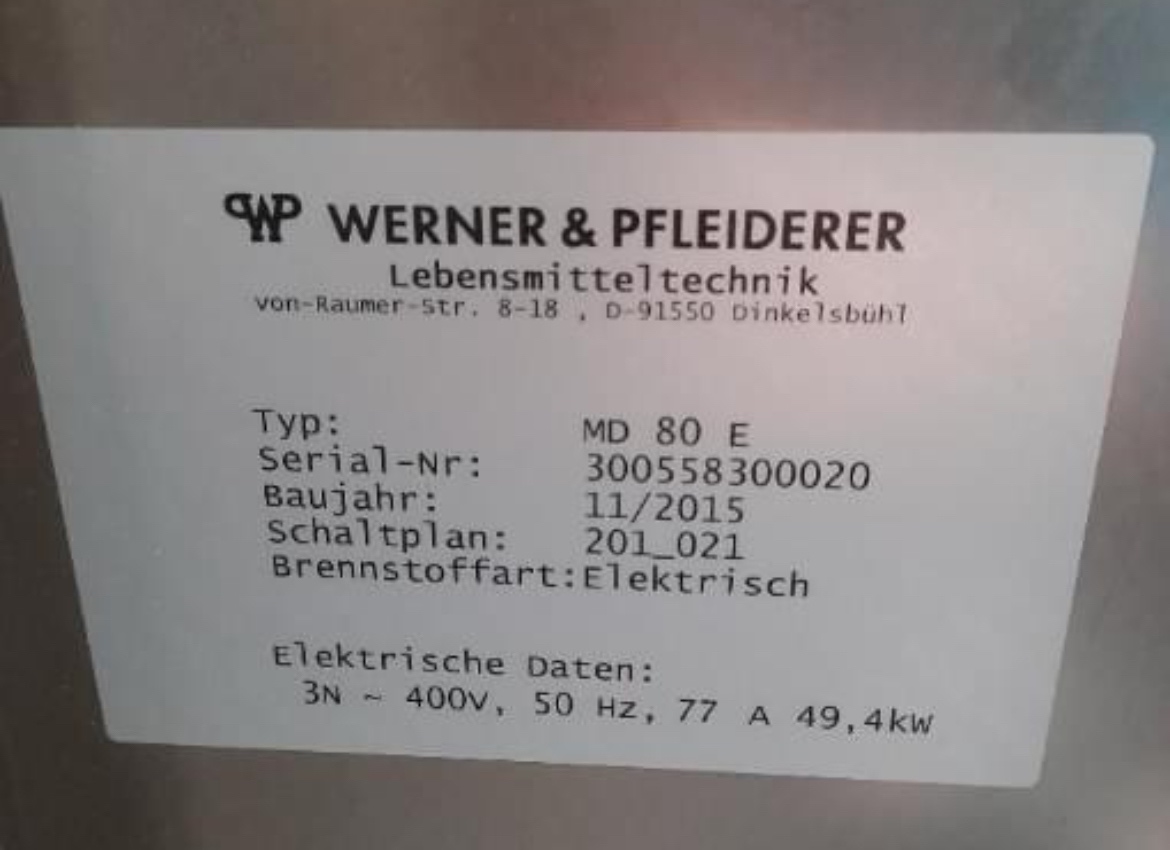 WP WERNER & PFLEIDERER
Lebensmitteltechnik
von-Raumer-Str. 8-18 , D-91550 Dinkelsbühl
Typ: MD 80 E
Serial-Nr: 300558300020
Baujahr: 11/2015
Schaltplan: 201_021
Brennstoffart:Elektrisch
Elektrische Daten:
3N ~ 400V, 50 Hz, 77 A 49,4kW